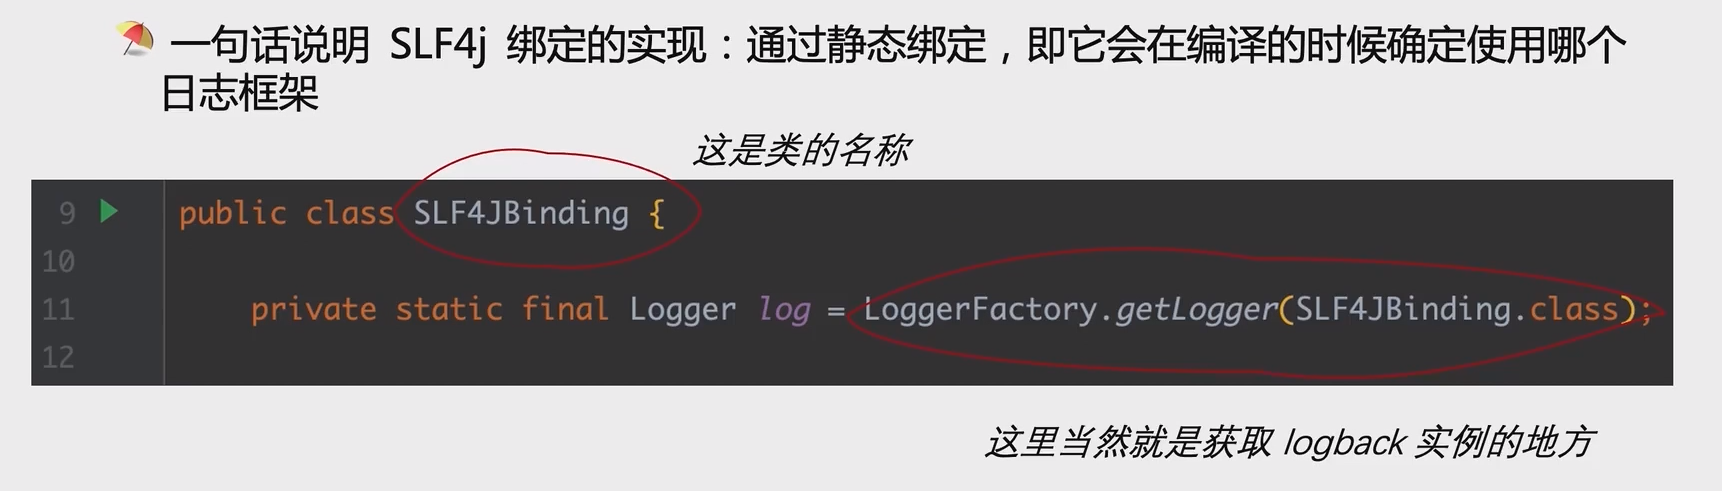 一句话说明 SLF4j 绑定的实现：通过静态绑定，即它会在编译的时候确定使用哪个
日志框架
这是类的名称
9 public class SLF4JBinding {
10
11 private static final Logger log = LoggerFactory.getLogger(SLF4JBinding.class);
12
这里当然就是获取 logback 实例的地方